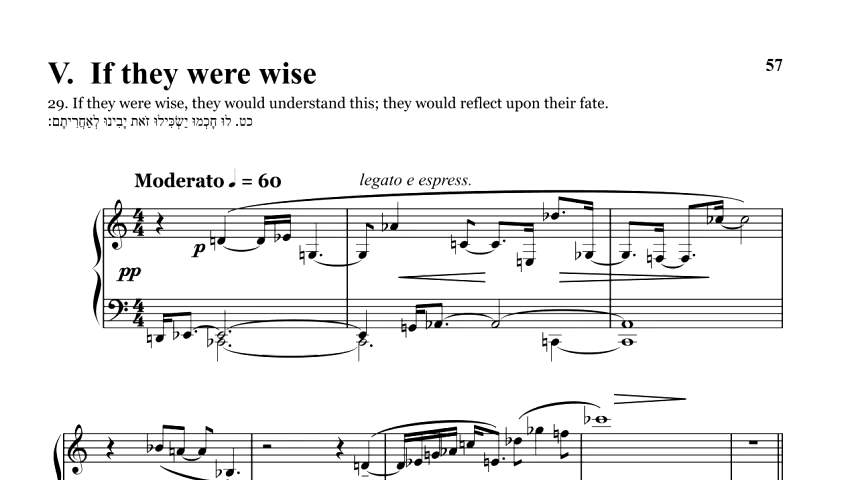 V. If they were wise
57
29. If they were wise, they would understand this; they would reflect upon their fate.
כט. לוּ חָכְמוּ יַשְׂכִּילוּ זֹאת יָבִינוּ לְאַחֲרִיתָם:
Moderato ♩ = 60
legato e espress.
p
pp